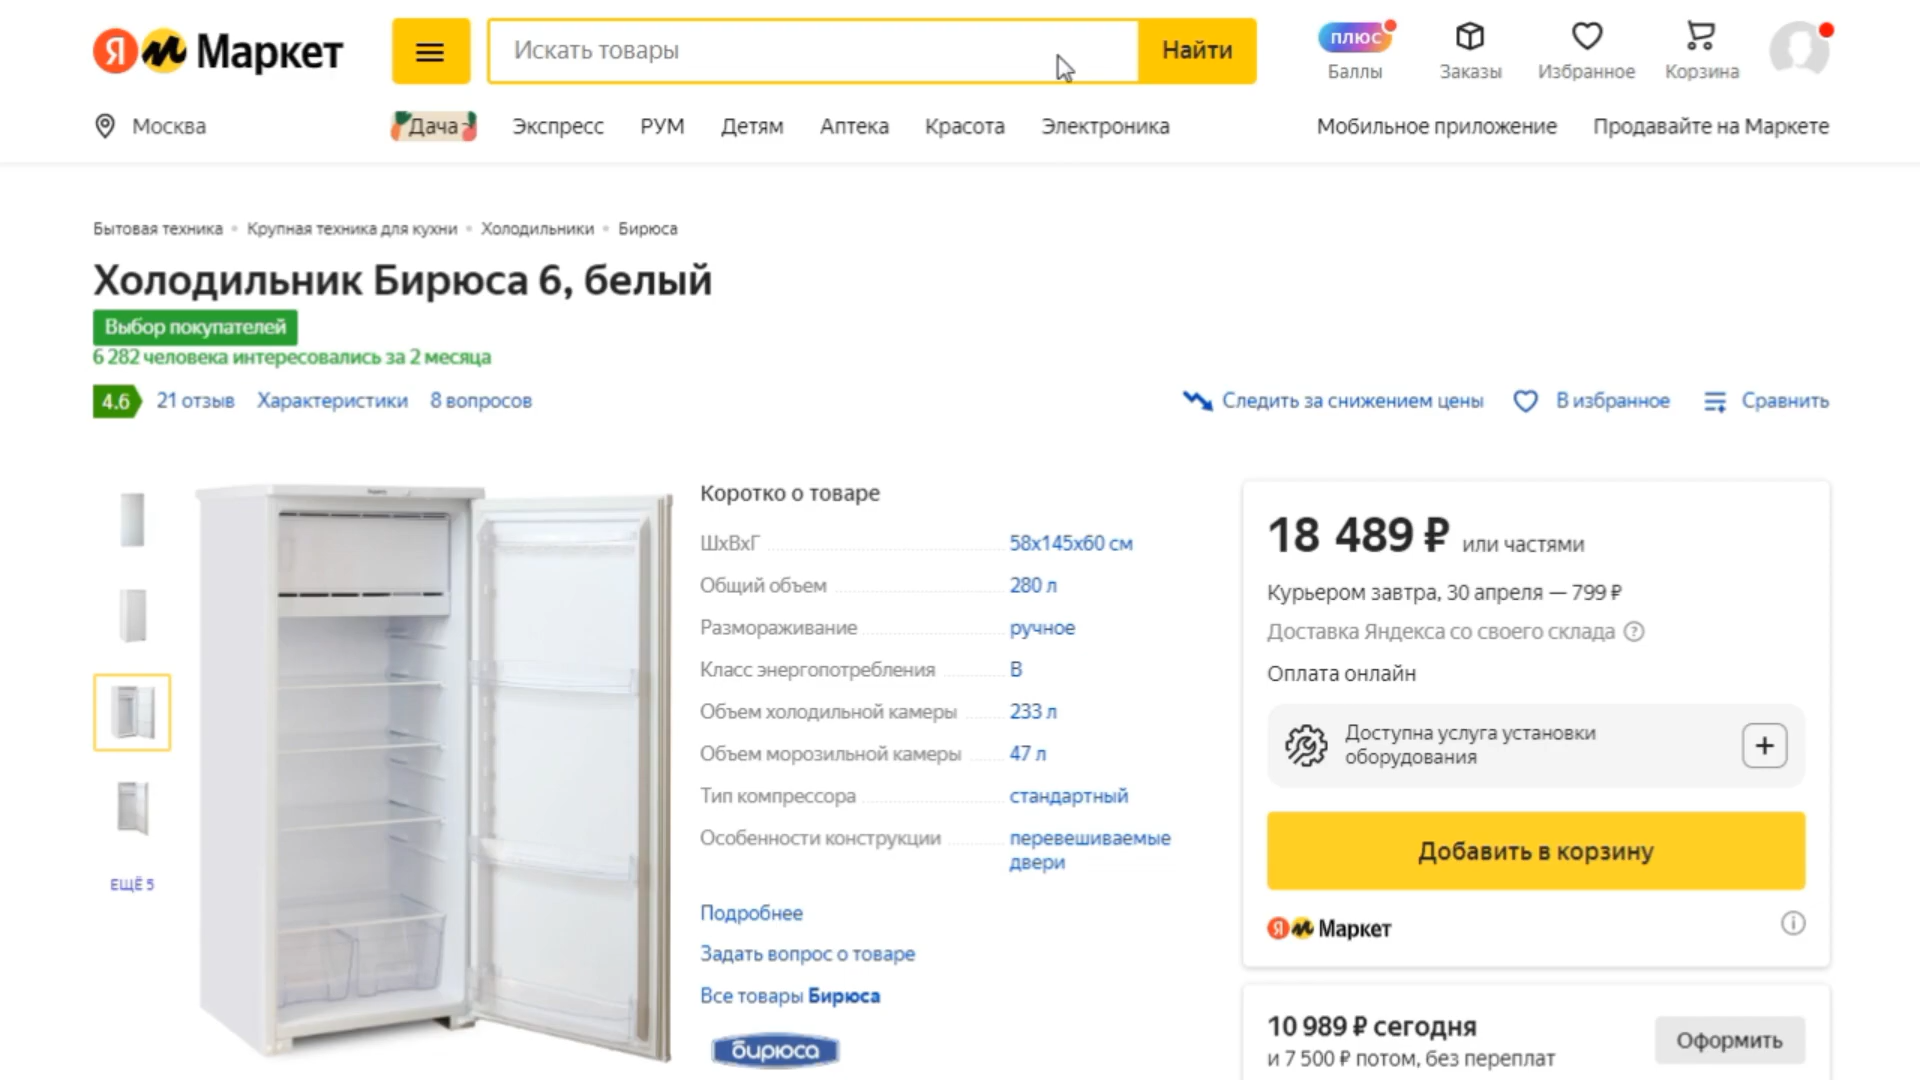 Я м Маркет
Искать товары
Найти
плюс
Баллы
Заказы
Избранное
Корзина
Москва
Дача
Экспресс
РУМ
Детям
Аптека
Красота
Электроника
Мобильное приложение
Продавайте на Маркете
Бытовая техника • Крупная техника для кухни • Холодильники • Бирюса
Холодильник Бирюса 6, белый
Выбор покупателей
6 282 человека интересовались за 2 месяца
4.6 21 отзыв Характеристики 8 вопросов
Следить за снижением цены
В избранное
Сравнить
ЕЩЁ 5
Коротко о товаре
ШхВхГ 58х145х60 см
Общий объем 280 л
Размораживание ручное
Класс энергопотребления B
Объем холодильной камеры 233 л
Объем морозильной камеры 47 л
Тип компрессора стандартный
Особенности конструкции перевешиваемые
двери
Подробнее
Задать вопрос о товаре
Все товары Бирюса
бирюса
18 489 ₽ или частями
Курьером завтра, 30 апреля — 799 ₽
Доставка Яндекса со своего склада ?
Оплата онлайн
Доступна услуга установки
оборудования
+
Добавить в корзину
Я м Маркет
10 989 ₽ сегодня
и 7 500 ₽ потом, без переплат
Оформить